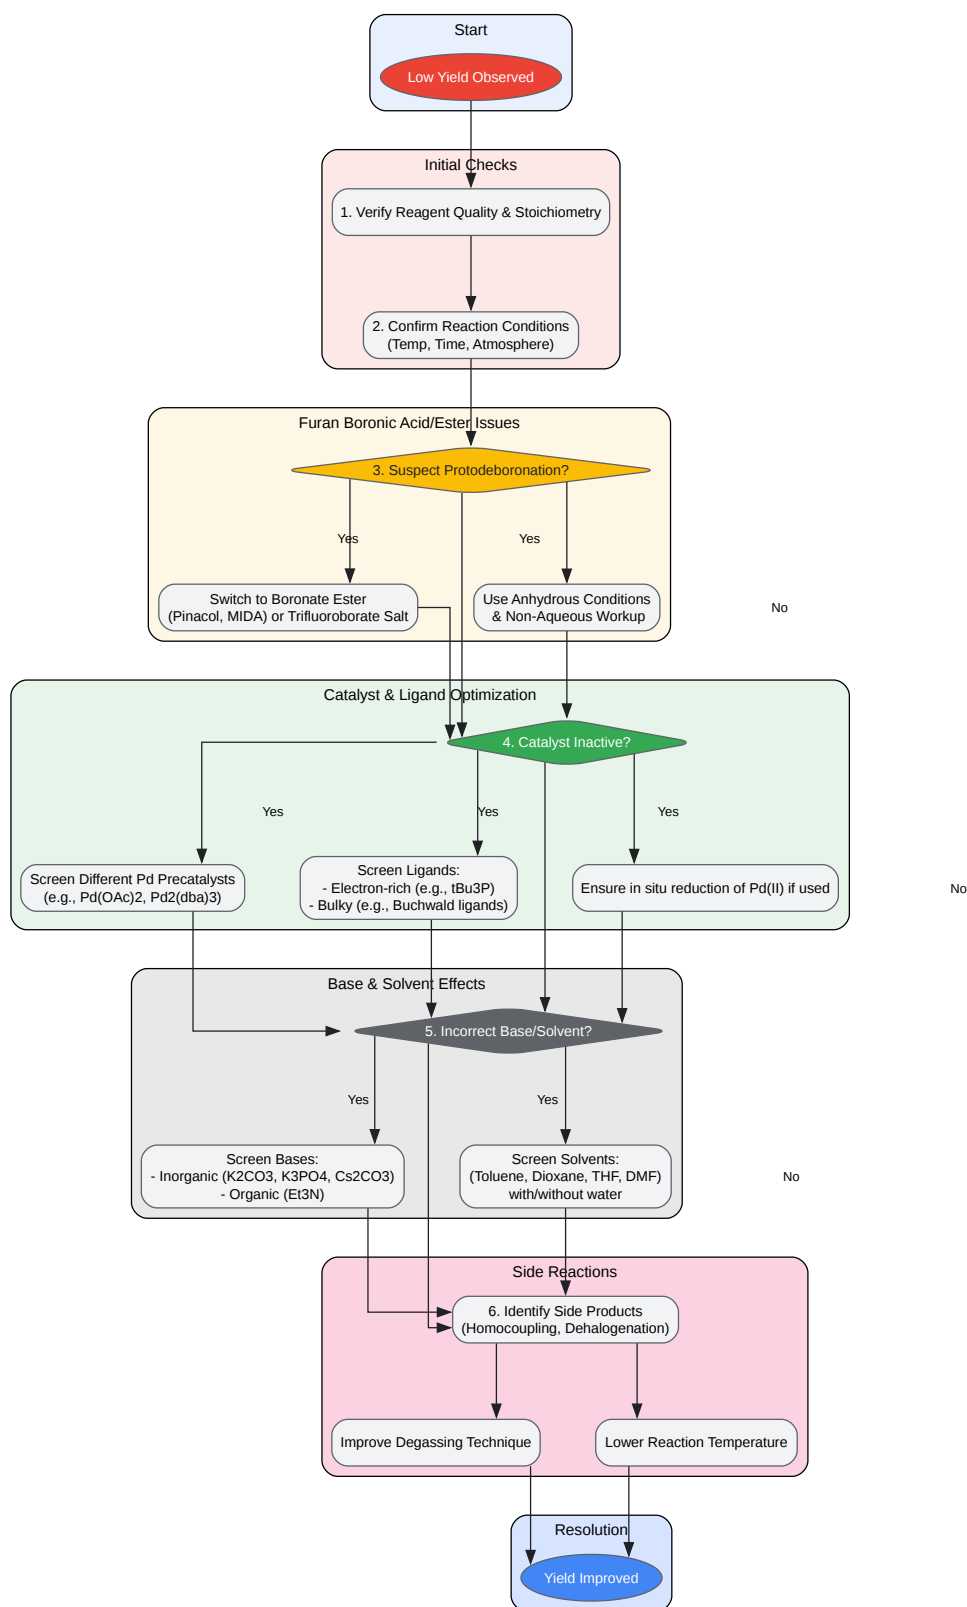 Start
Low Yield Observed
Initial Checks
1. Verify Reagent Quality & Stoichiometry
2. Confirm Reaction Conditions
(Temp, Time, Atmosphere)
Furan Boronic Acid/Ester Issues
3. Suspect Protodeboronation?
Yes
Yes
Switch to Boronate Ester
(Pinacol, MIDA) or Trifluoroborate Salt
Use Anhydrous Conditions
& Non-Aqueous Workup
No
Catalyst & Ligand Optimization
4. Catalyst Inactive?
Yes
Yes
Yes
Screen Different Pd Precatalysts
(e.g., Pd(OAc)2, Pd2(dba)3)
Screen Ligands:
- Electron-rich (e.g., tBu3P)
- Bulky (e.g., Buchwald ligands)
Ensure in situ reduction of Pd(II) if used
No
Base & Solvent Effects
5. Incorrect Base/Solvent?
Yes
Yes
Screen Bases:
- Inorganic (K2CO3, K3PO4, Cs2CO3)
- Organic (Et3N)
Screen Solvents:
(Toluene, Dioxane, THF, DMF)
with/without water
No
Side Reactions
6. Identify Side Products
(Homocoupling, Dehalogenation)
Improve Degassing Technique
Lower Reaction Temperature
Resolution
Yield Improved